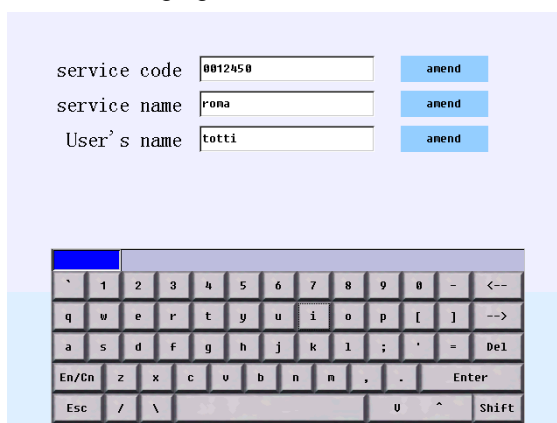 service code 0012450 amend
service name roma amend
User's name totti amend
` 1 2 3 4 5 6 7 8 9 0 - <--
q w e r t y u i o p [ ] -->
a s d f g h j k l ; ' = Del
En/Cn z x c v b n m , . Enter
Esc / \ V ^ Shift